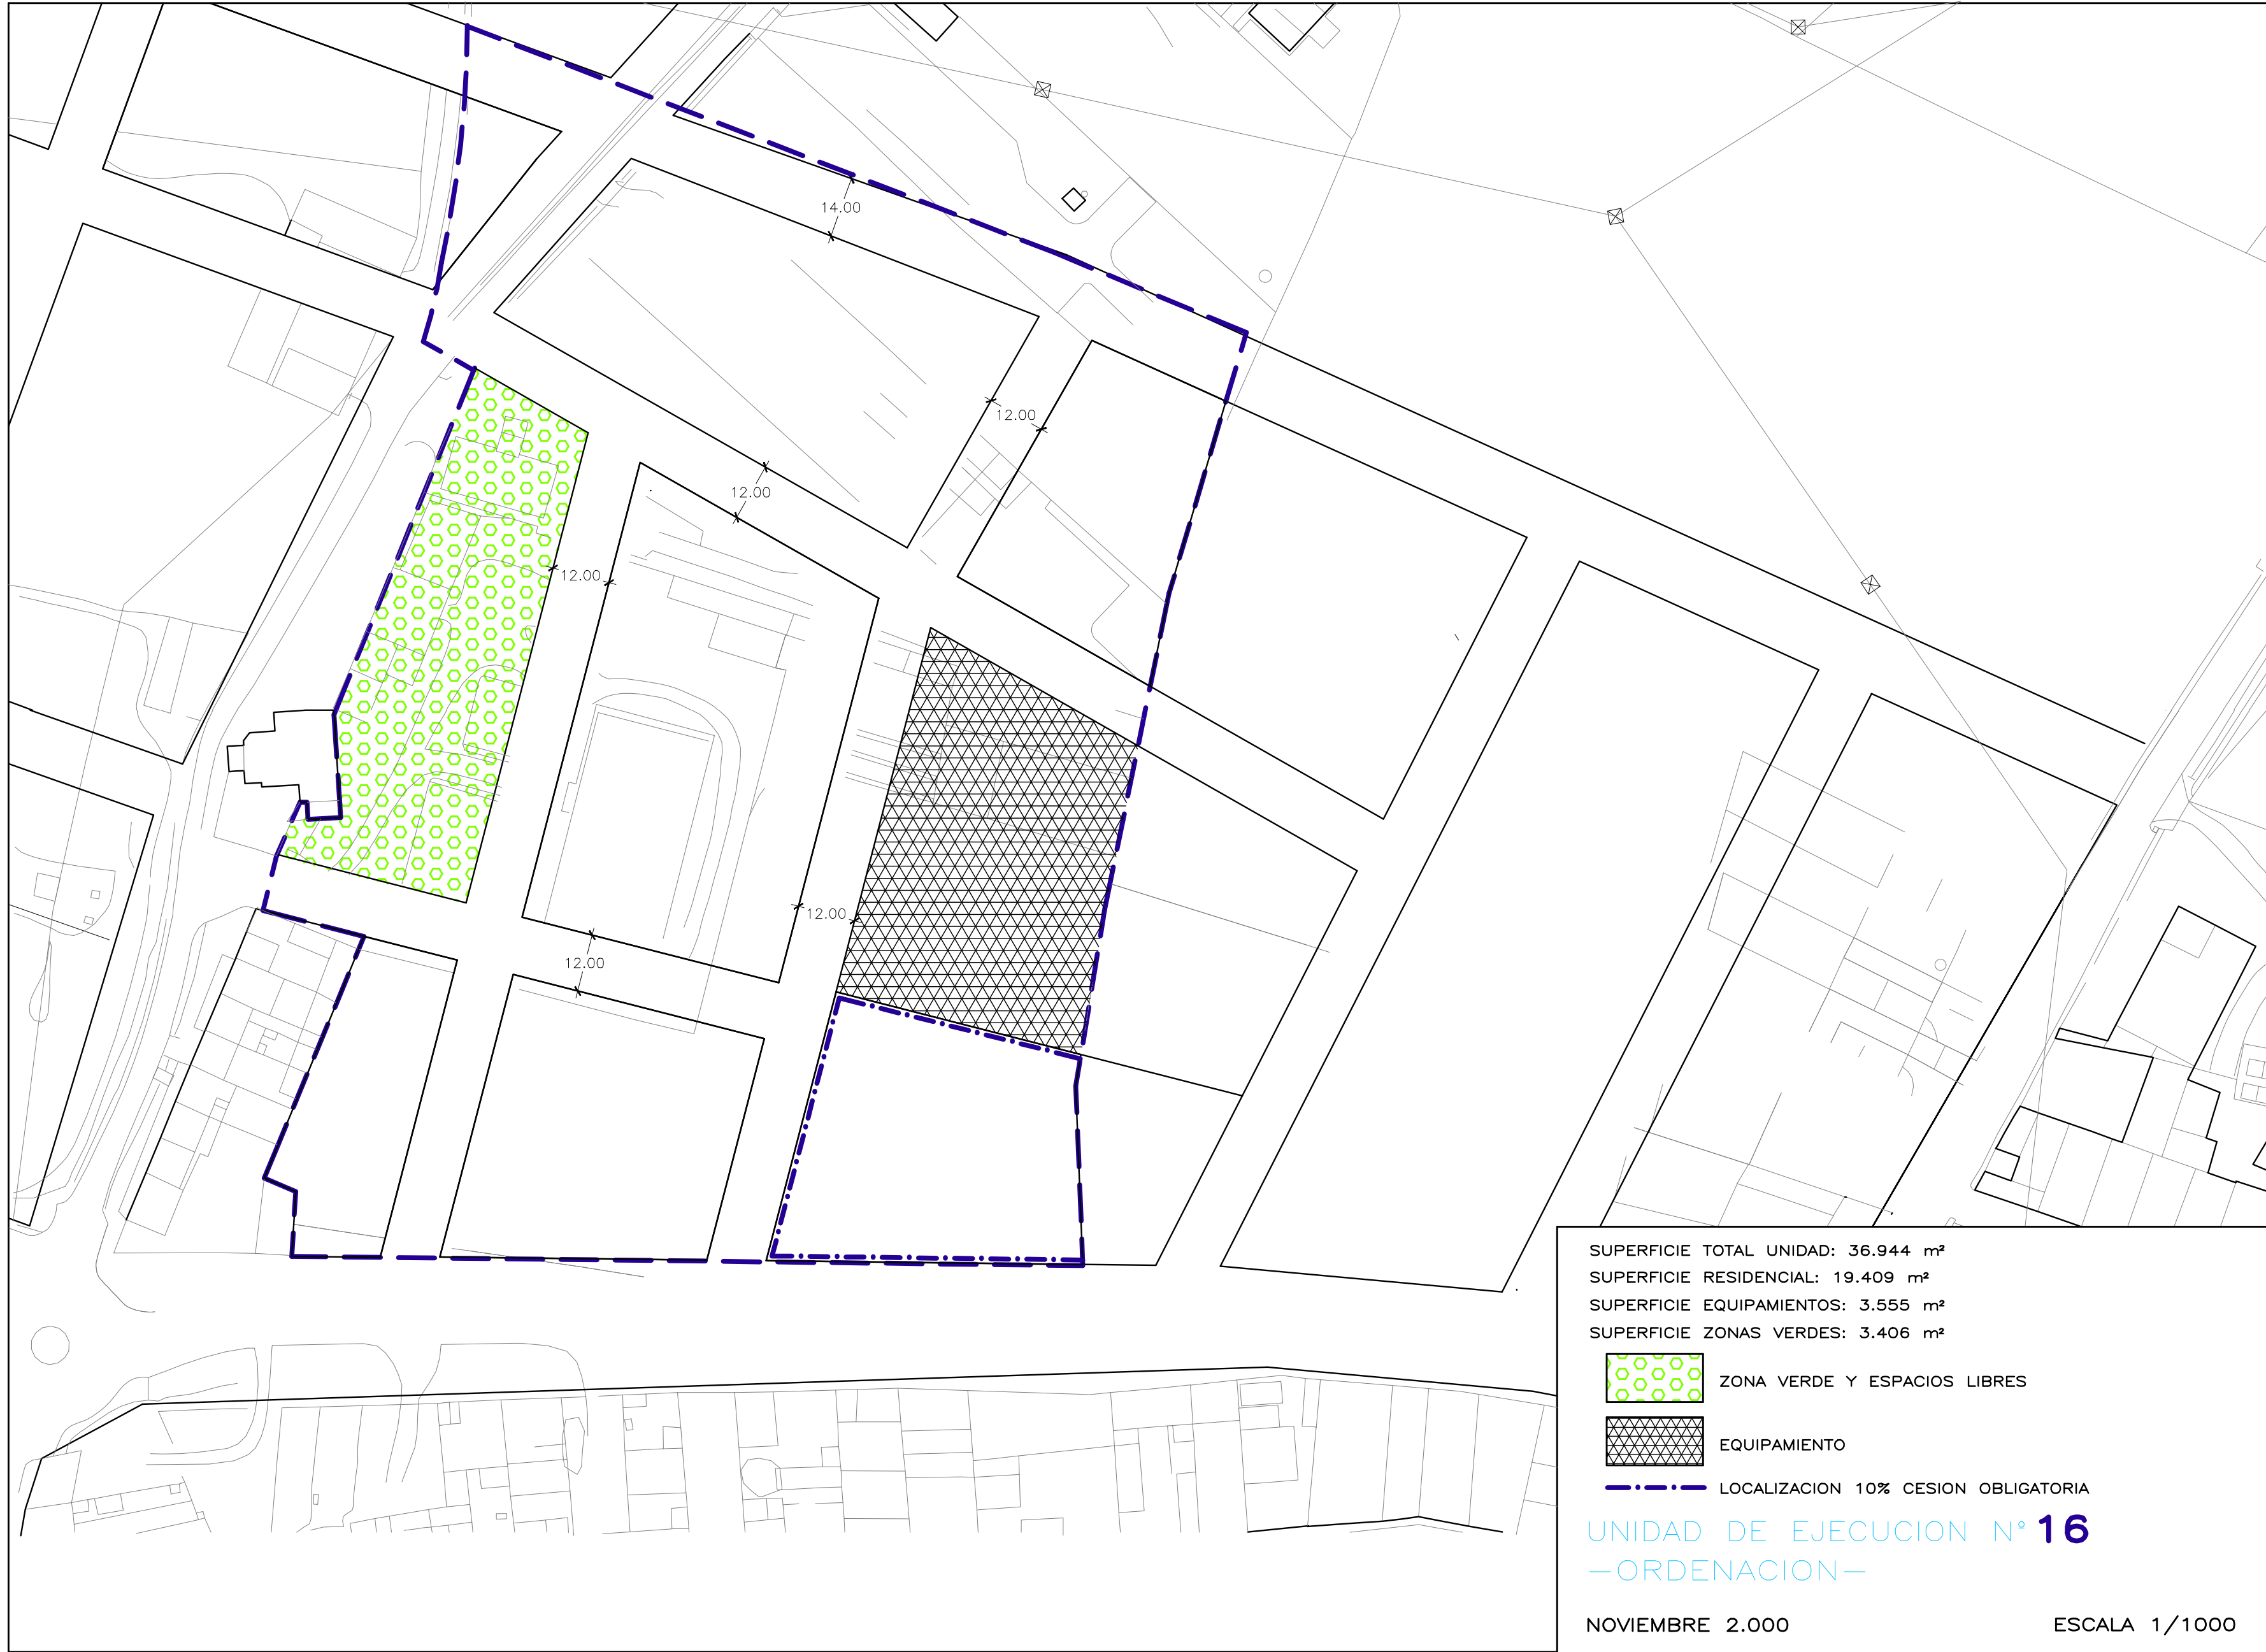 14.00
12.00
12.00
12.00
12.00
12.00
SUPERFICIE TOTAL UNIDAD: 36.944 m²
SUPERFICIE RESIDENCIAL: 19.409 m²
SUPERFICIE EQUIPAMIENTOS: 3.555 m²
SUPERFICIE ZONAS VERDES: 3.406 m²
ZONA VERDE Y ESPACIOS LIBRES
EQUIPAMIENTO
LOCALIZACION 10% CESION OBLIGATORIA
UNIDAD DE EJECUCION Nº 16
—ORDENACION—
NOVIEMBRE 2.000 ESCALA 1/1000